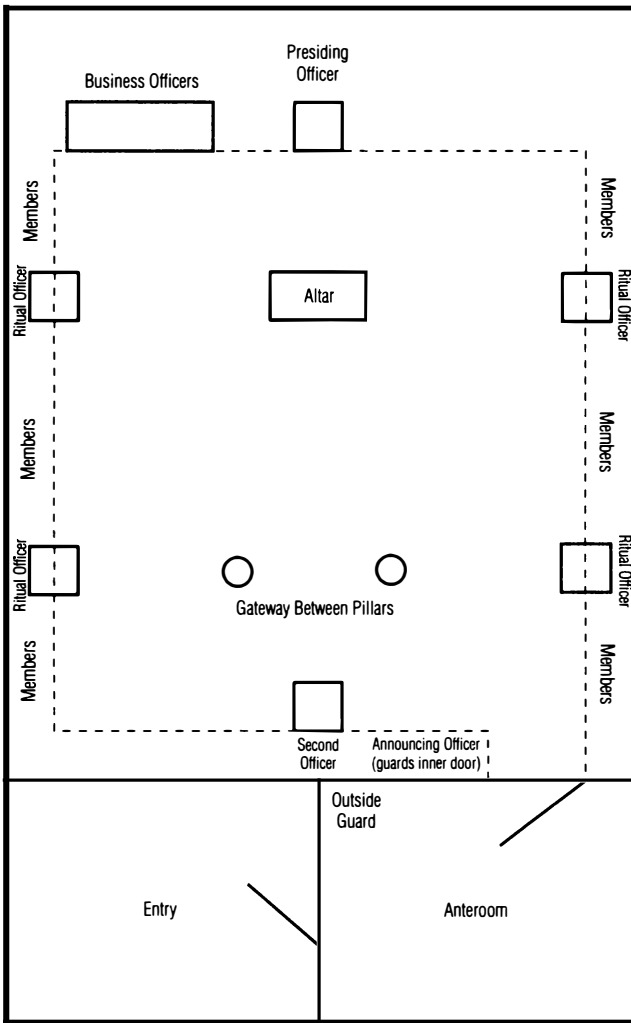 Presiding
Officer
Business Officers
Members
Members
Ritual Officer
Altar
Ritual Officer
Members
Members
Ritual Officer
Ritual Officer
Gateway Between Pillars
Members
Members
Second
Officer
Announcing Officer
(guards inner door)
Outside
Guard
Entry
Anteroom